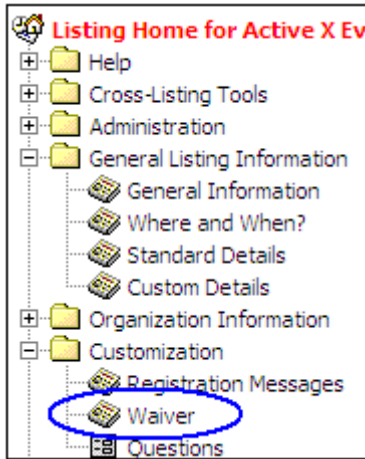 Listing Home for Active X Ev
Help
Cross-Listing Tools
Administration
General Listing Information
General Information
Where and When?
Standard Details
Custom Details
Organization Information
Customization
Registration Messages
Waiver
Questions